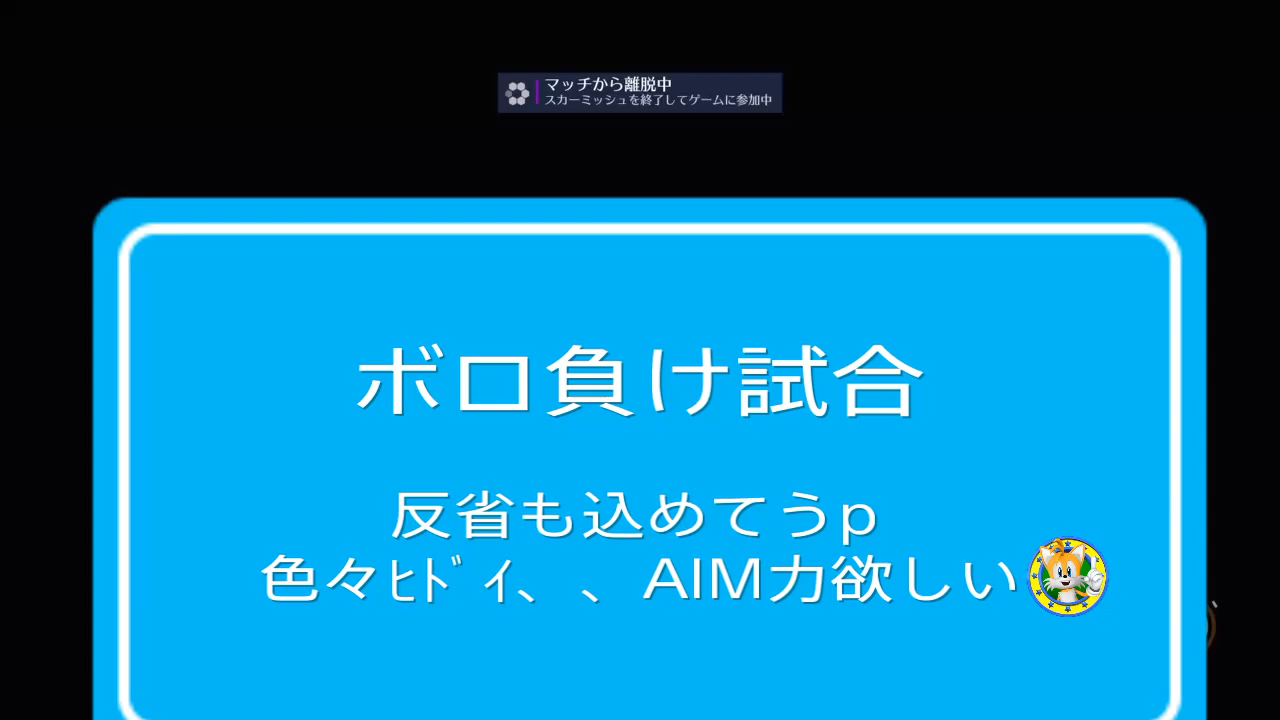 マッチから離脱中
スカーミッシュを終了してゲームに参加中
ボロ負け試合
反省も込めてうp
色々ﾋﾄﾞｨ、、AIM力欲しい